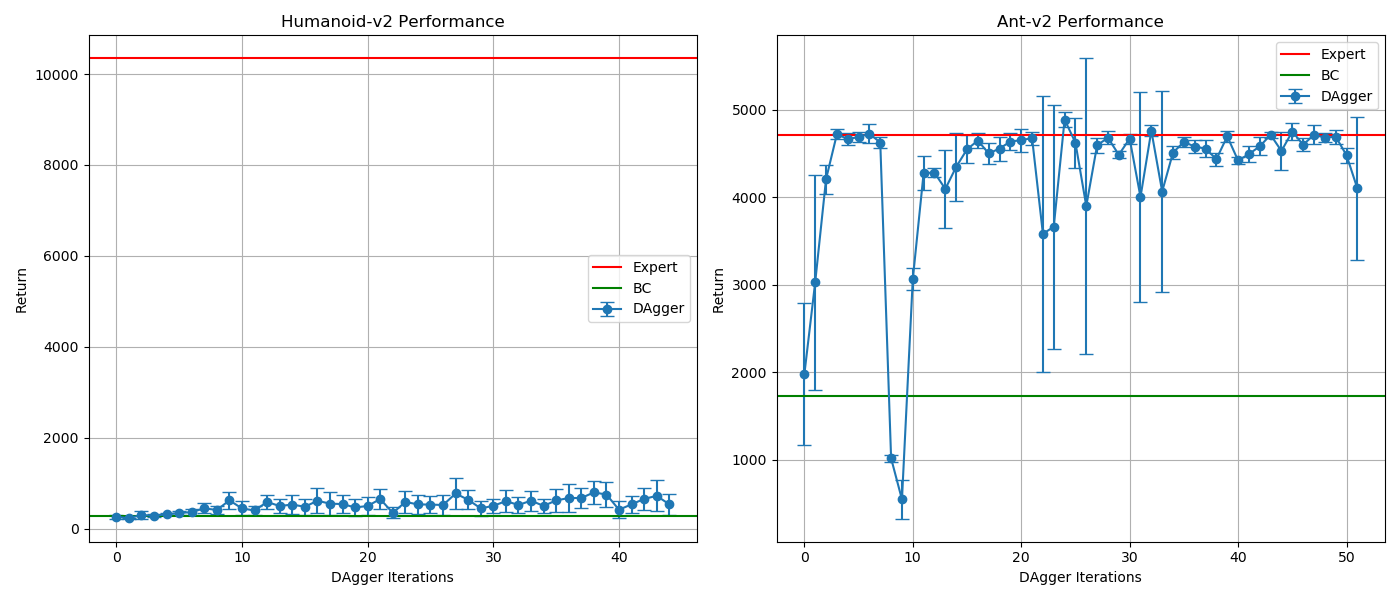 Humanoid-v2 Performance
10000
8000
6000
4000
2000
0
Return
Expert
BC
DAgger
0
10
20
30
40
DAgger Iterations
Ant-v2 Performance
5000
4000
3000
2000
1000
Return
Expert
BC
DAgger
0
10
20
30
40
50
DAgger Iterations